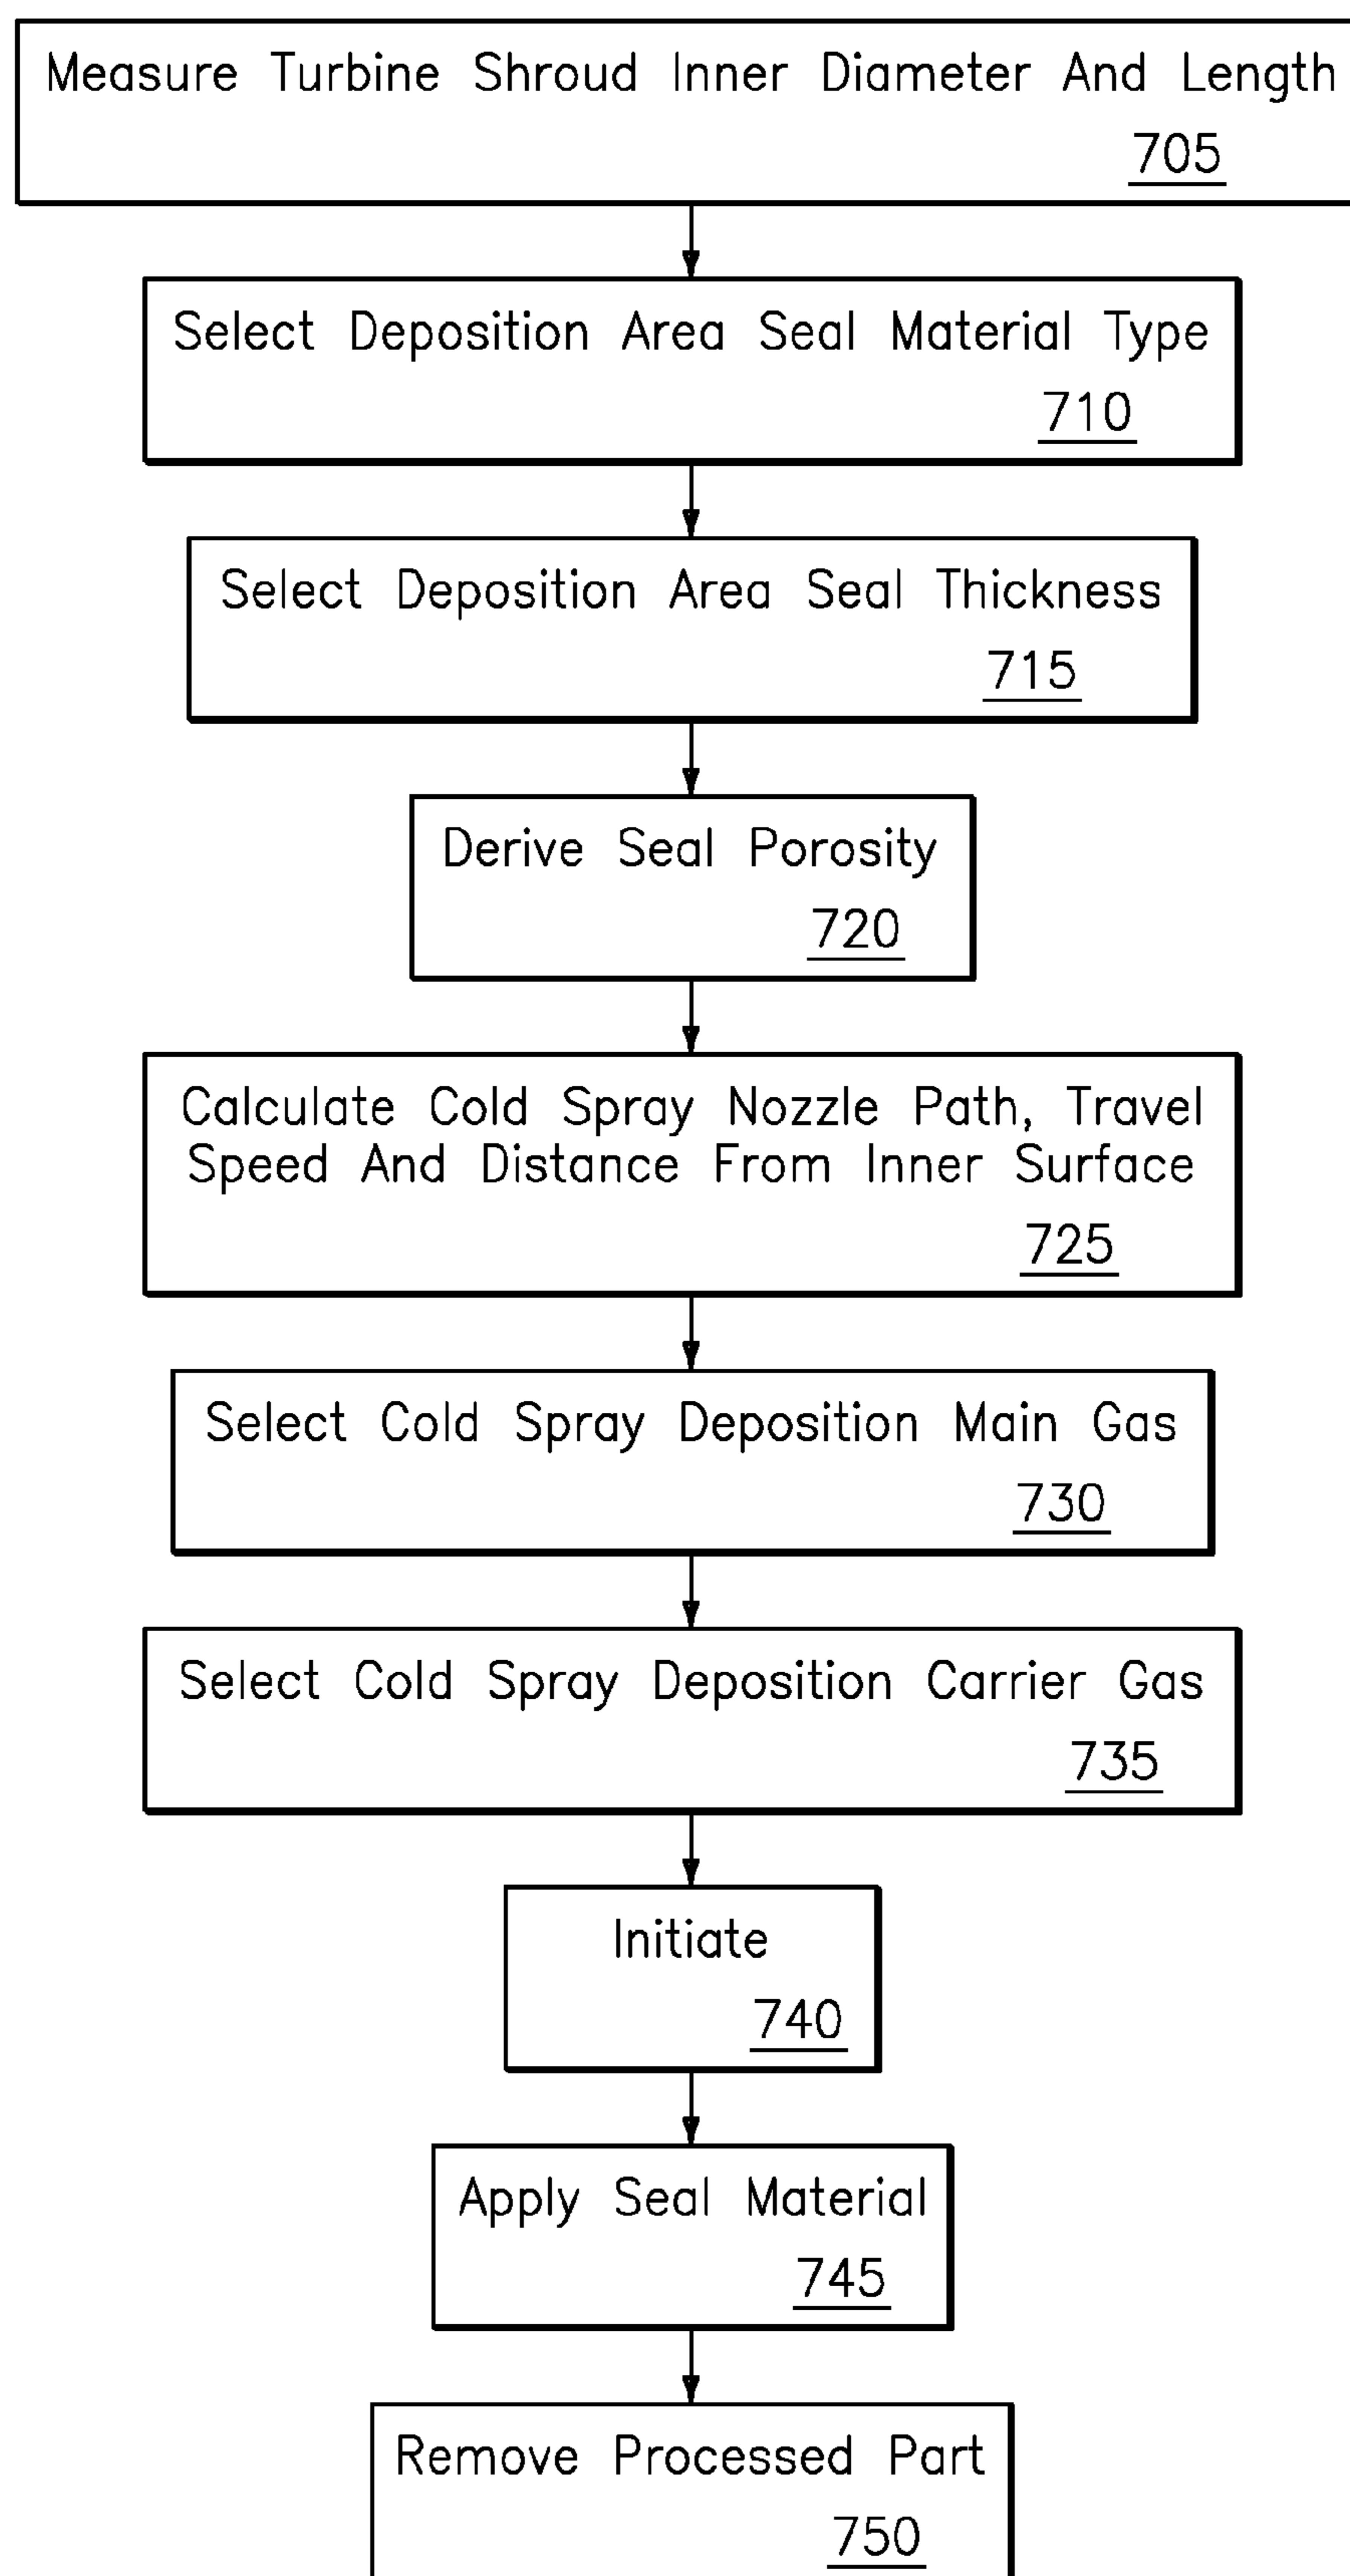 Measure Turbine Shroud Inner Diameter And Length
705
Select Deposition Area Seal Material Type
710
Select Deposition Area Seal Thickness
715
Derive Seal Porosity
720
Calculate Cold Spray Nozzle Path, Travel
Speed And Distance From Inner Surface
725
Select Cold Spray Deposition Main Gas
730
Select Cold Spray Deposition Carrier Gas
735
Initiate
740
Apply Seal Material
745
Remove Processed Part
750